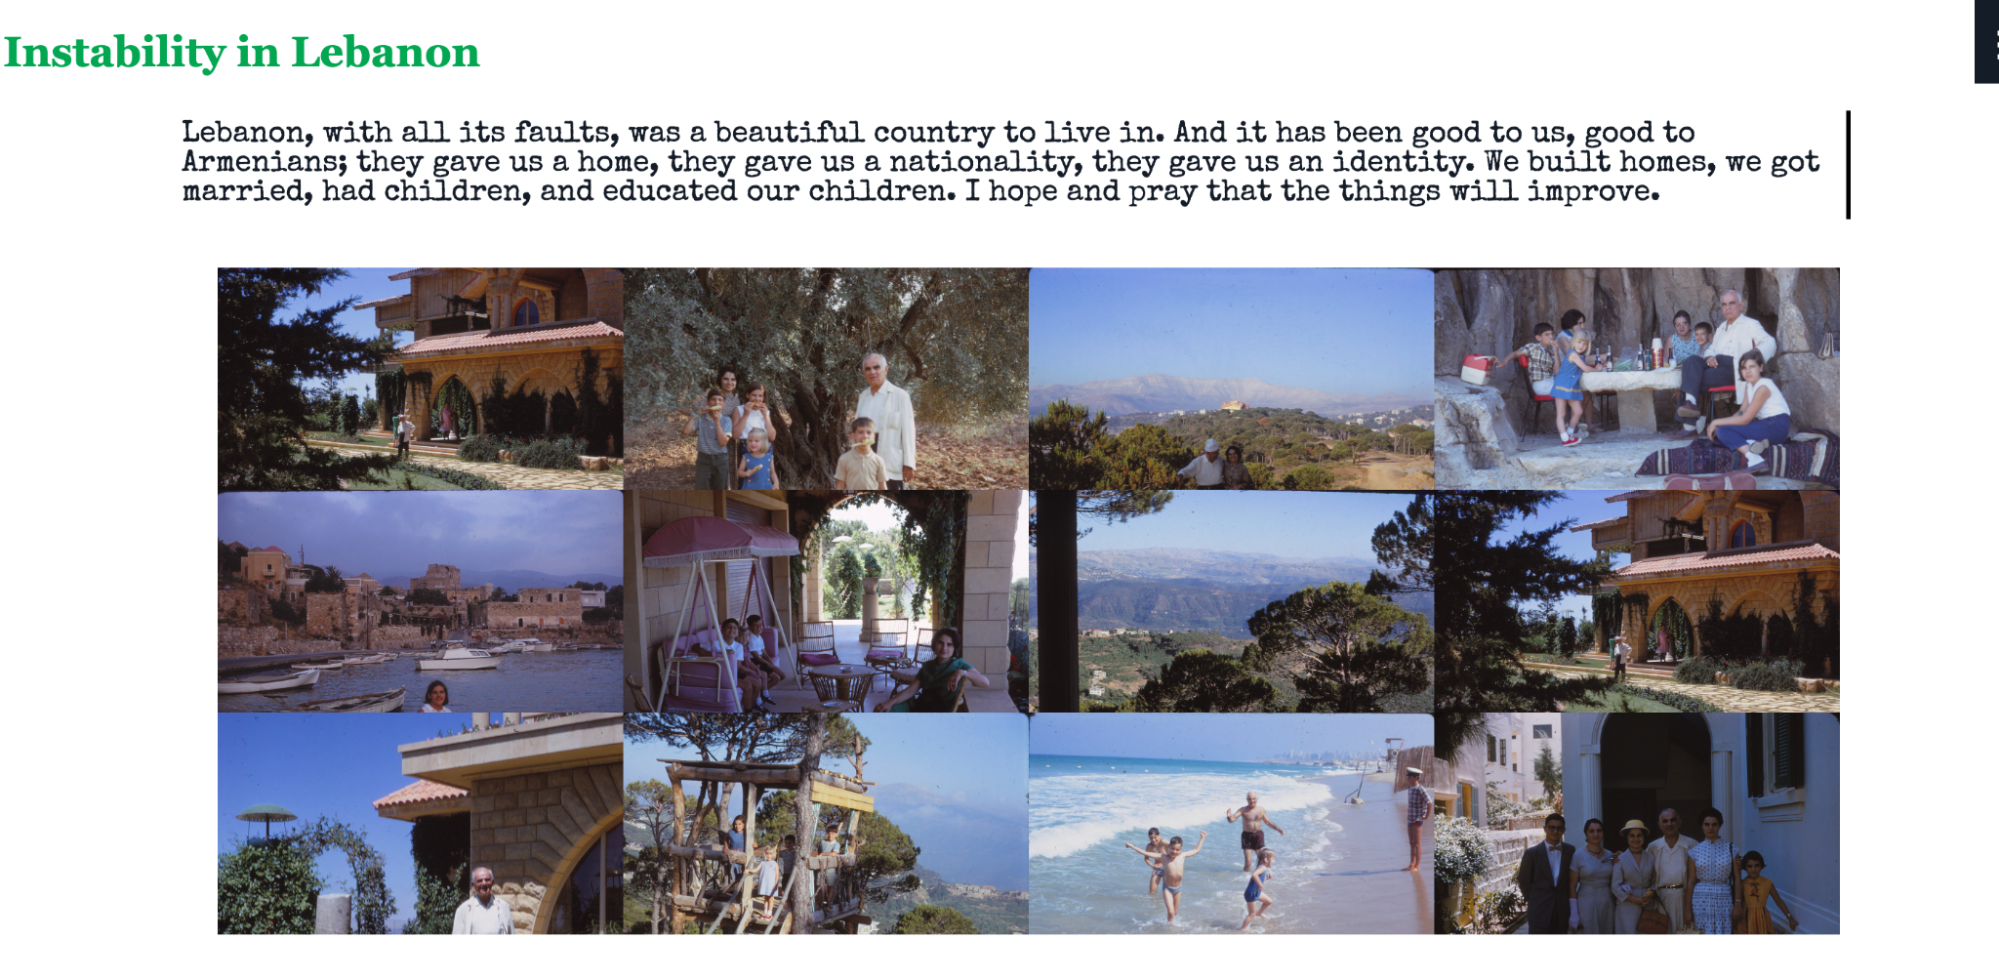 Instability in Lebanon
Lebanon, with all its faults, was a beautiful country to live in. And it has been good to us, good to
Armenians; they gave us a home, they gave us a nationality, they gave us an identity. We built homes, we got
married, had children, and educated our children. I hope and pray that the things will improve.